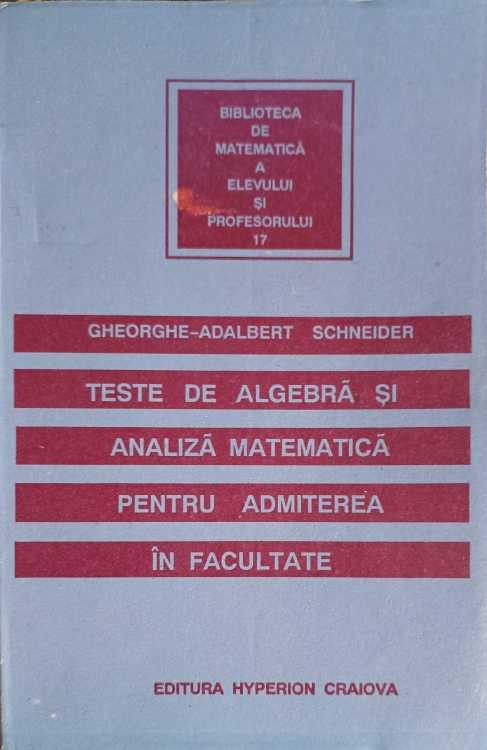 BIBLIOTECA
DE
MATEMATICĂ
A
ELEVULUI
ŞI
PROFESORULUI
17
GHEORGHE-ADALBERT SCHNEIDER
TESTE DE ALGEBRĂ ŞI
ANALIZĂ MATEMATICĂ
PENTRU ADMITEREA
ÎN FACULTATE
EDITURA HYPERION CRAIOVA